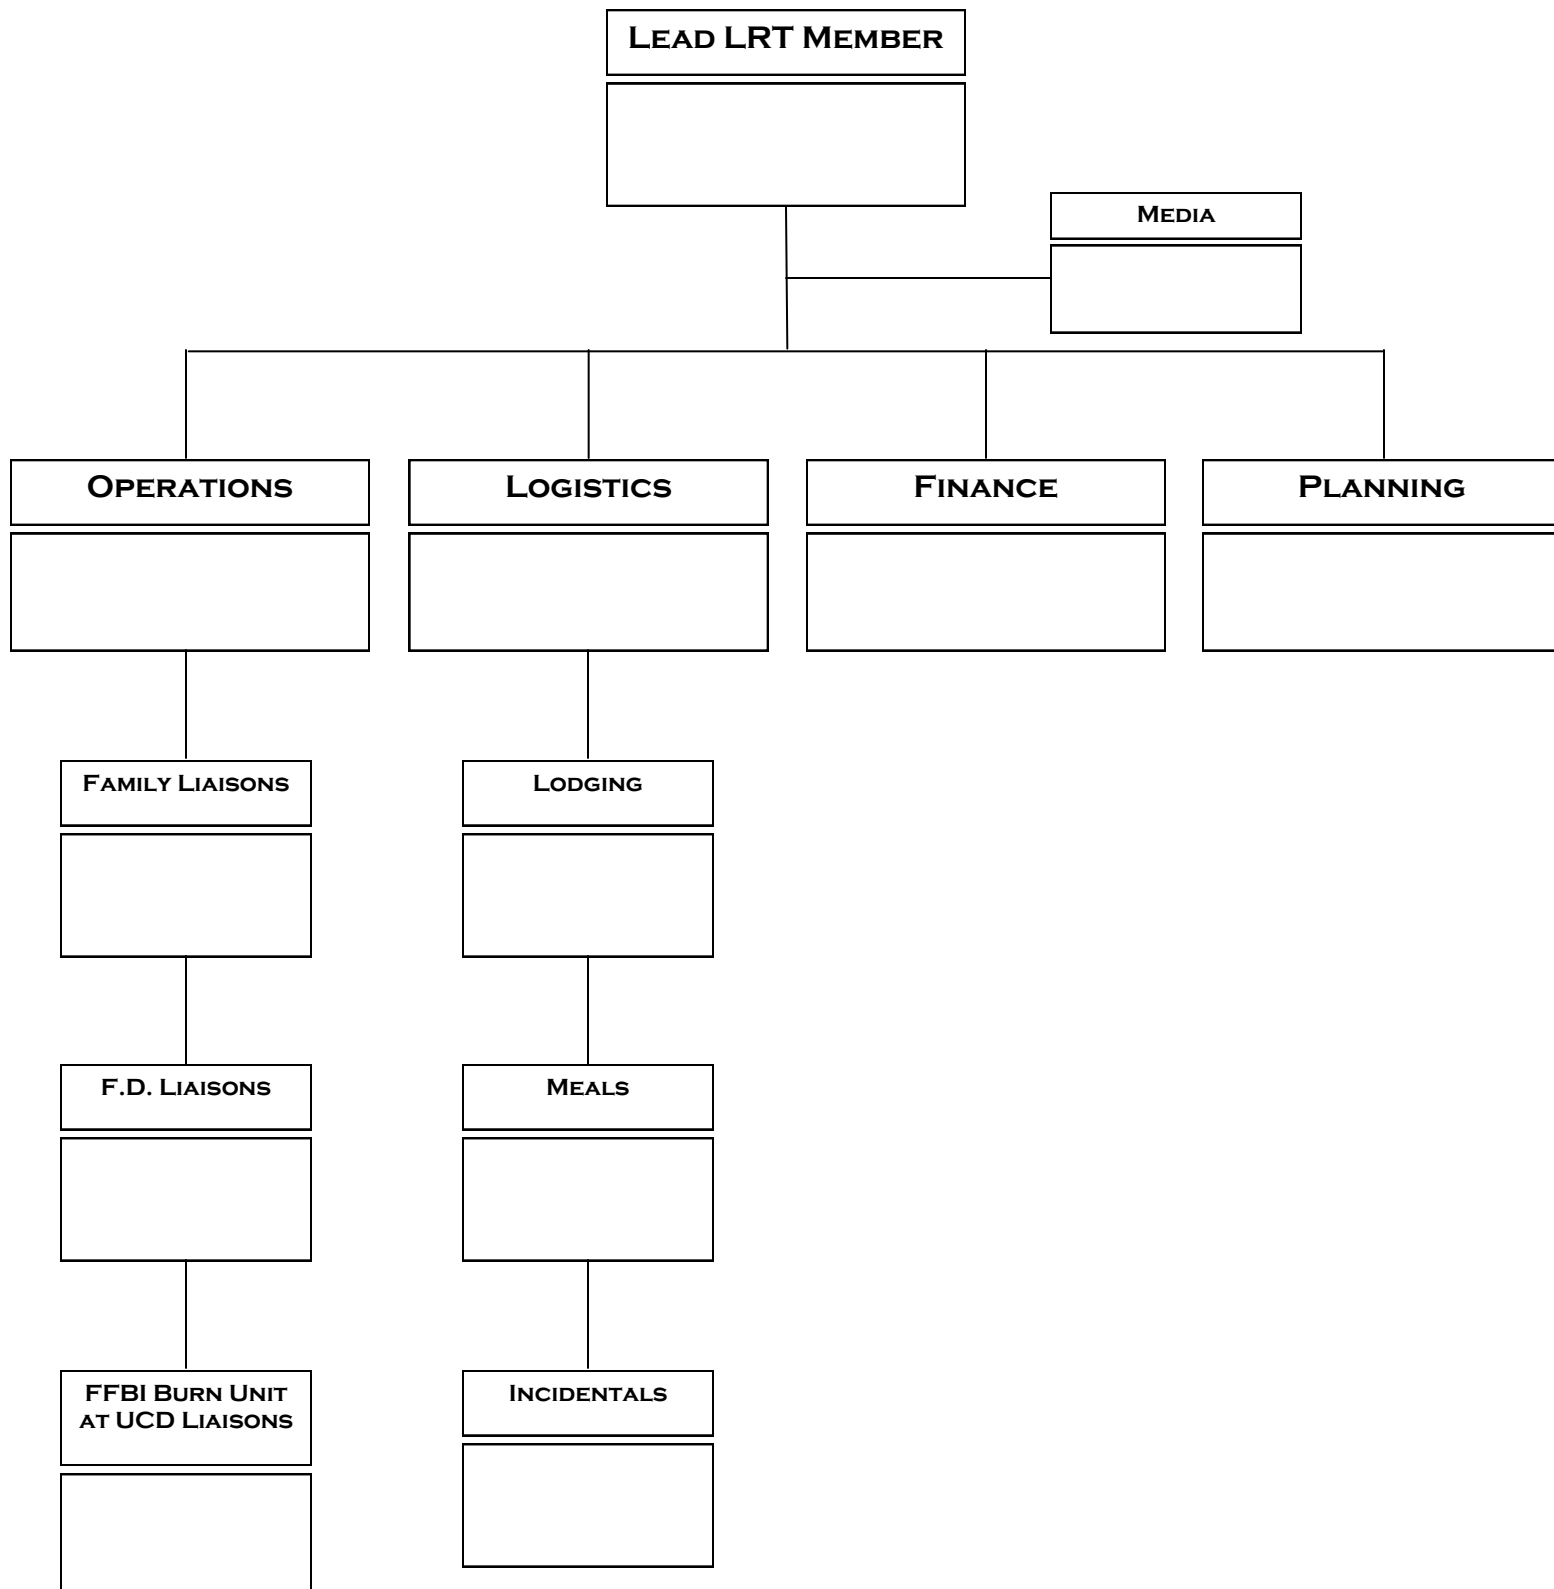 LEAD LRT MEMBER
MEDIA
OPERATIONS
LOGISTICS
FINANCE
PLANNING
FAMILY LIAISONS
LODGING
F.D. LIAISONS
MEALS
FFBI BURN UNIT
AT UCD LIAISONS
INCIDENTALS